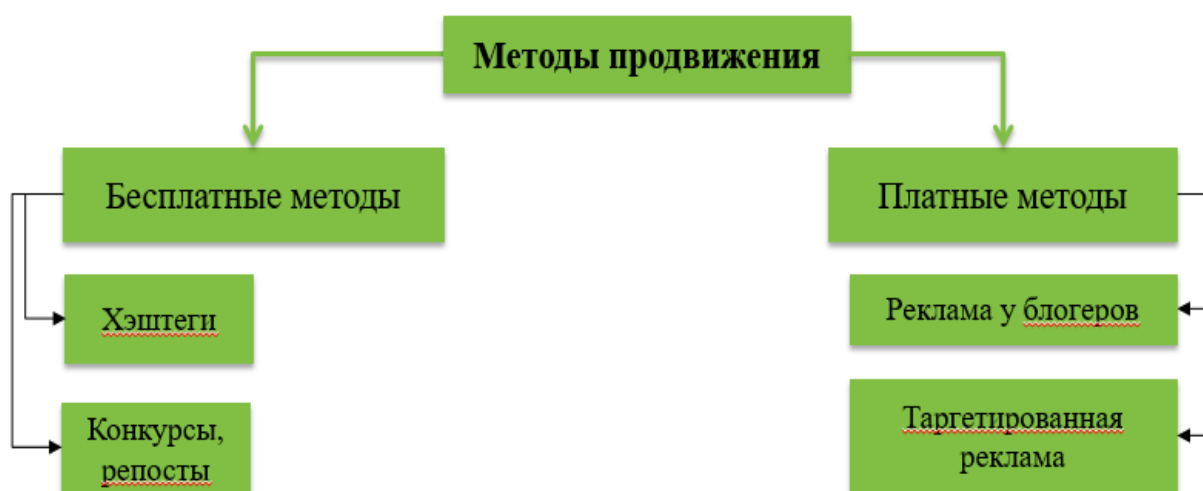 Методы продвижения
Бесплатные методы
Платные методы
Хэштеги
Реклама у блогеров
Конкурсы,
репосты
Таргетированная
реклама